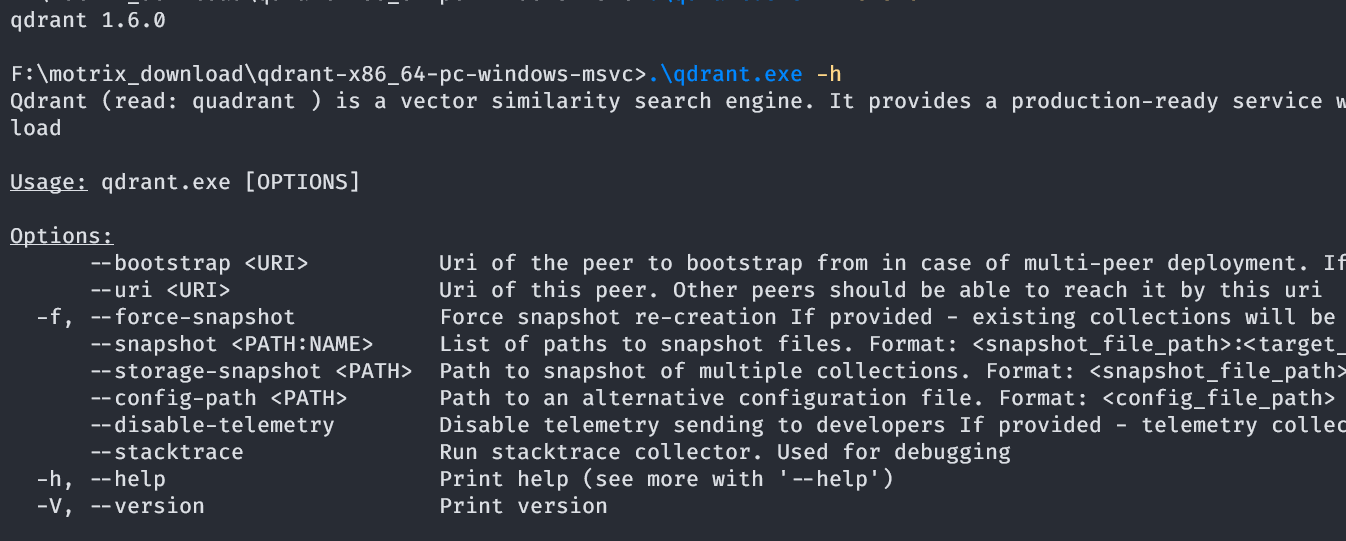 qdrant 1.6.0
F:\motrix_download\qdrant-x86_64-pc-windows-msvc>.\qdrant.exe -h
Qdrant (read: quadrant ) is a vector similarity search engine. It provides a production-ready service w
load
Usage: qdrant.exe [OPTIONS]
Options:
--bootstrap <URI> Uri of the peer to bootstrap from in case of multi-peer deployment. If
--uri <URI> Uri of this peer. Other peers should be able to reach it by this uri
-f, --force-snapshot Force snapshot re-creation If provided - existing collections will be
--snapshot <PATH:NAME> List of paths to snapshot files. Format: <snapshot_file_path>:<target_
--storage-snapshot <PATH> Path to snapshot of multiple collections. Format: <snapshot_file_path>
--config-path <PATH> Path to an alternative configuration file. Format: <config_file_path>
--disable-telemetry Disable telemetry sending to developers If provided - telemetry collec
--stacktrace Run stacktrace collector. Used for debugging
-h, --help Print help (see more with '--help')
-V, --version Print version